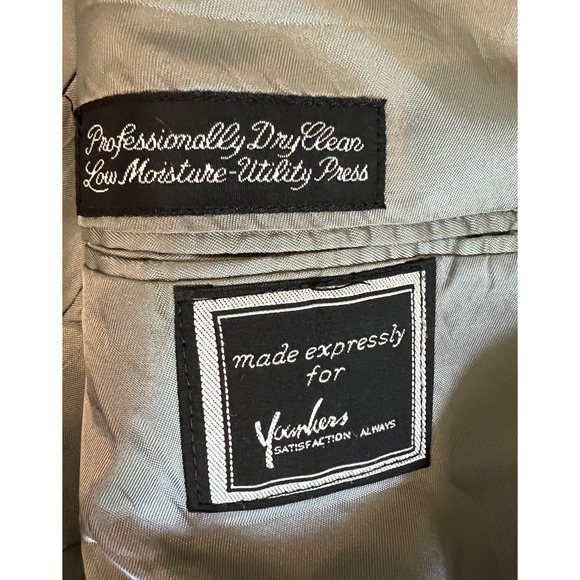 Professionally Dry Clean
Low Moisture-Utility Press
made expressly
for
Younkers
SATISFACTION ALWAYS